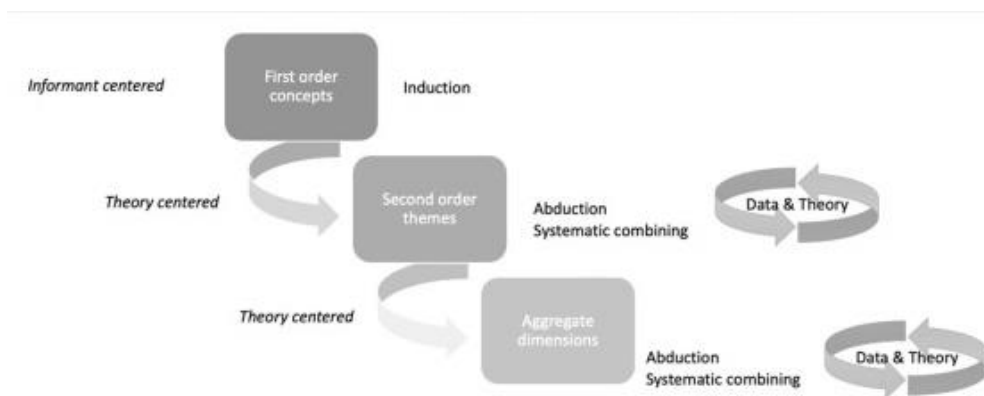 Informant centered
First order
concepts
Induction
Theory centered
Second order
themes
Abduction
Systematic combining
Data & Theory
Theory centered
Aggregate
dimensions
Abduction
Systematic combining
Data & Theory